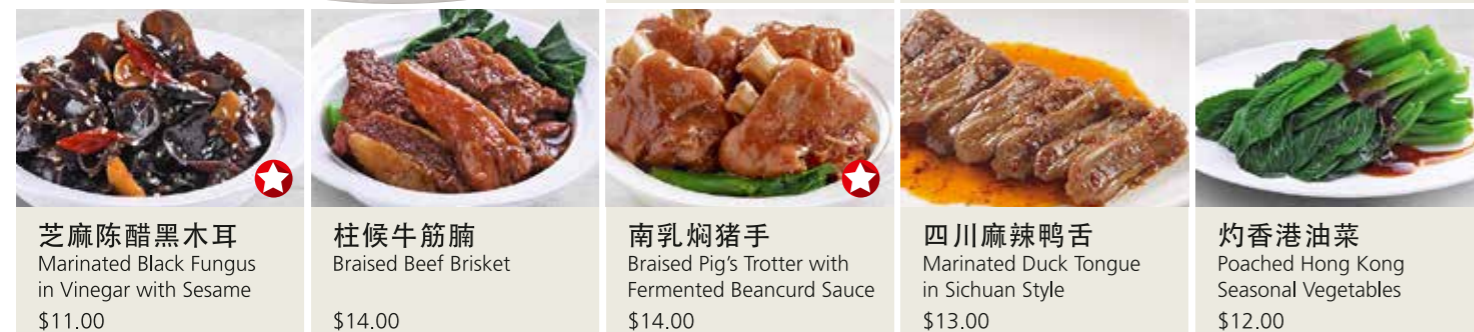 芝麻陈醋黑木耳
Marinated Black Fungus
in Vinegar with Sesame
$11.00
柱候牛筋腩
Braised Beef Brisket
$14.00
南乳焖猪手
Braised Pig's Trotter with
Fermented Beancurd Sauce
$14.00
四川麻辣鸭舌
Marinated Duck Tongue
in Sichuan Style
$13.00
灼香港油菜
Poached Hong Kong
Seasonal Vegetables
$12.00